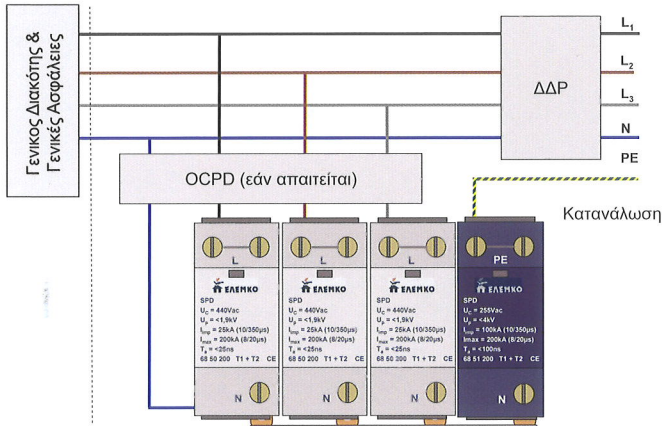 Γενικος Διακότης &
Γενικές Ασφάλειες
ΔΔΡ
L1
L2
L3
N
PE
OCPD (εάν απαιτείται)
Κατανάλωση
L
ΕΛΕΜΚΟ
SPD
UC = 440Vac
Up = <1,9kV
Iimp = 25kA (10/350μs)
Imax = 200kA (8/20μs)
Ta = <25ns
68 50 200 T1 + T2 CE
N
L
ΕΛΕΜΚΟ
SPD
UC = 440Vac
Up = <1,9kV
Iimp = 25kA (10/350μs)
Imax = 200kA (8/20μs)
Ta = <25ns
68 50 200 T1 + T2 CE
N
L
ΕΛΕΜΚΟ
SPD
UC = 440Vac
Up = <1,9kV
Iimp = 25kA (10/350μs)
Imax = 200kA (8/20μs)
Ta = <25ns
68 50 200 T1 + T2 CE
N
PE
ΕΛΕΜΚΟ
SPD
UC = 255Vac
Up = <4kV
Iimp = 100kA (10/350μs)
Imax = 200kA (8/20μs)
Ta = <100ns
68 51 200 T1 + T2 CE
N